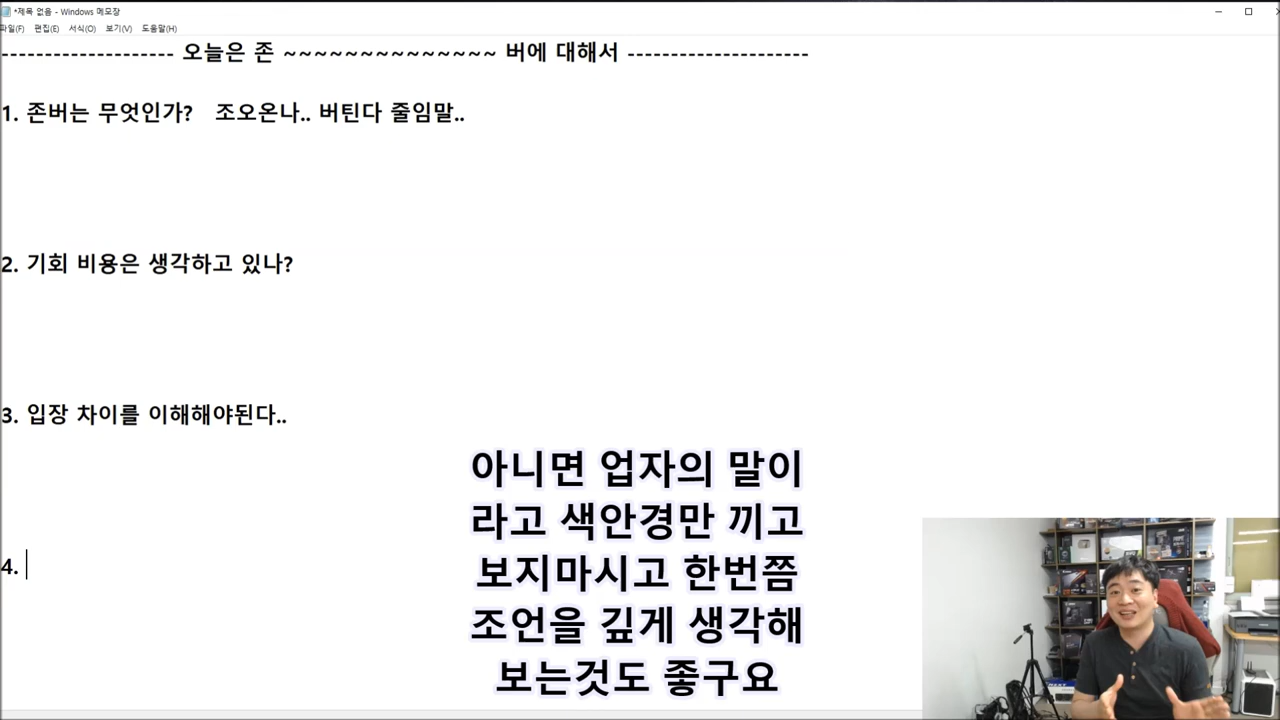 *제목 없음 - Windows 메모장
파일(F) 편집(E) 서식(O) 보기(V) 도움말(H)
-------------------- 오늘은 존 ~~~~~~~~~~~~~~ 버에 대해서 ---------------------
1. 존버는 무엇인가? 조오온나.. 버틴다 줄임말..
2. 기회 비용은 생각하고 있나?
3. 입장 차이를 이해해야된다..
4.
아니면 업자의 말이
라고 색안경만 끼고
보지마시고 한번쯤
조언을 깊게 생각해
보는것도 좋구요